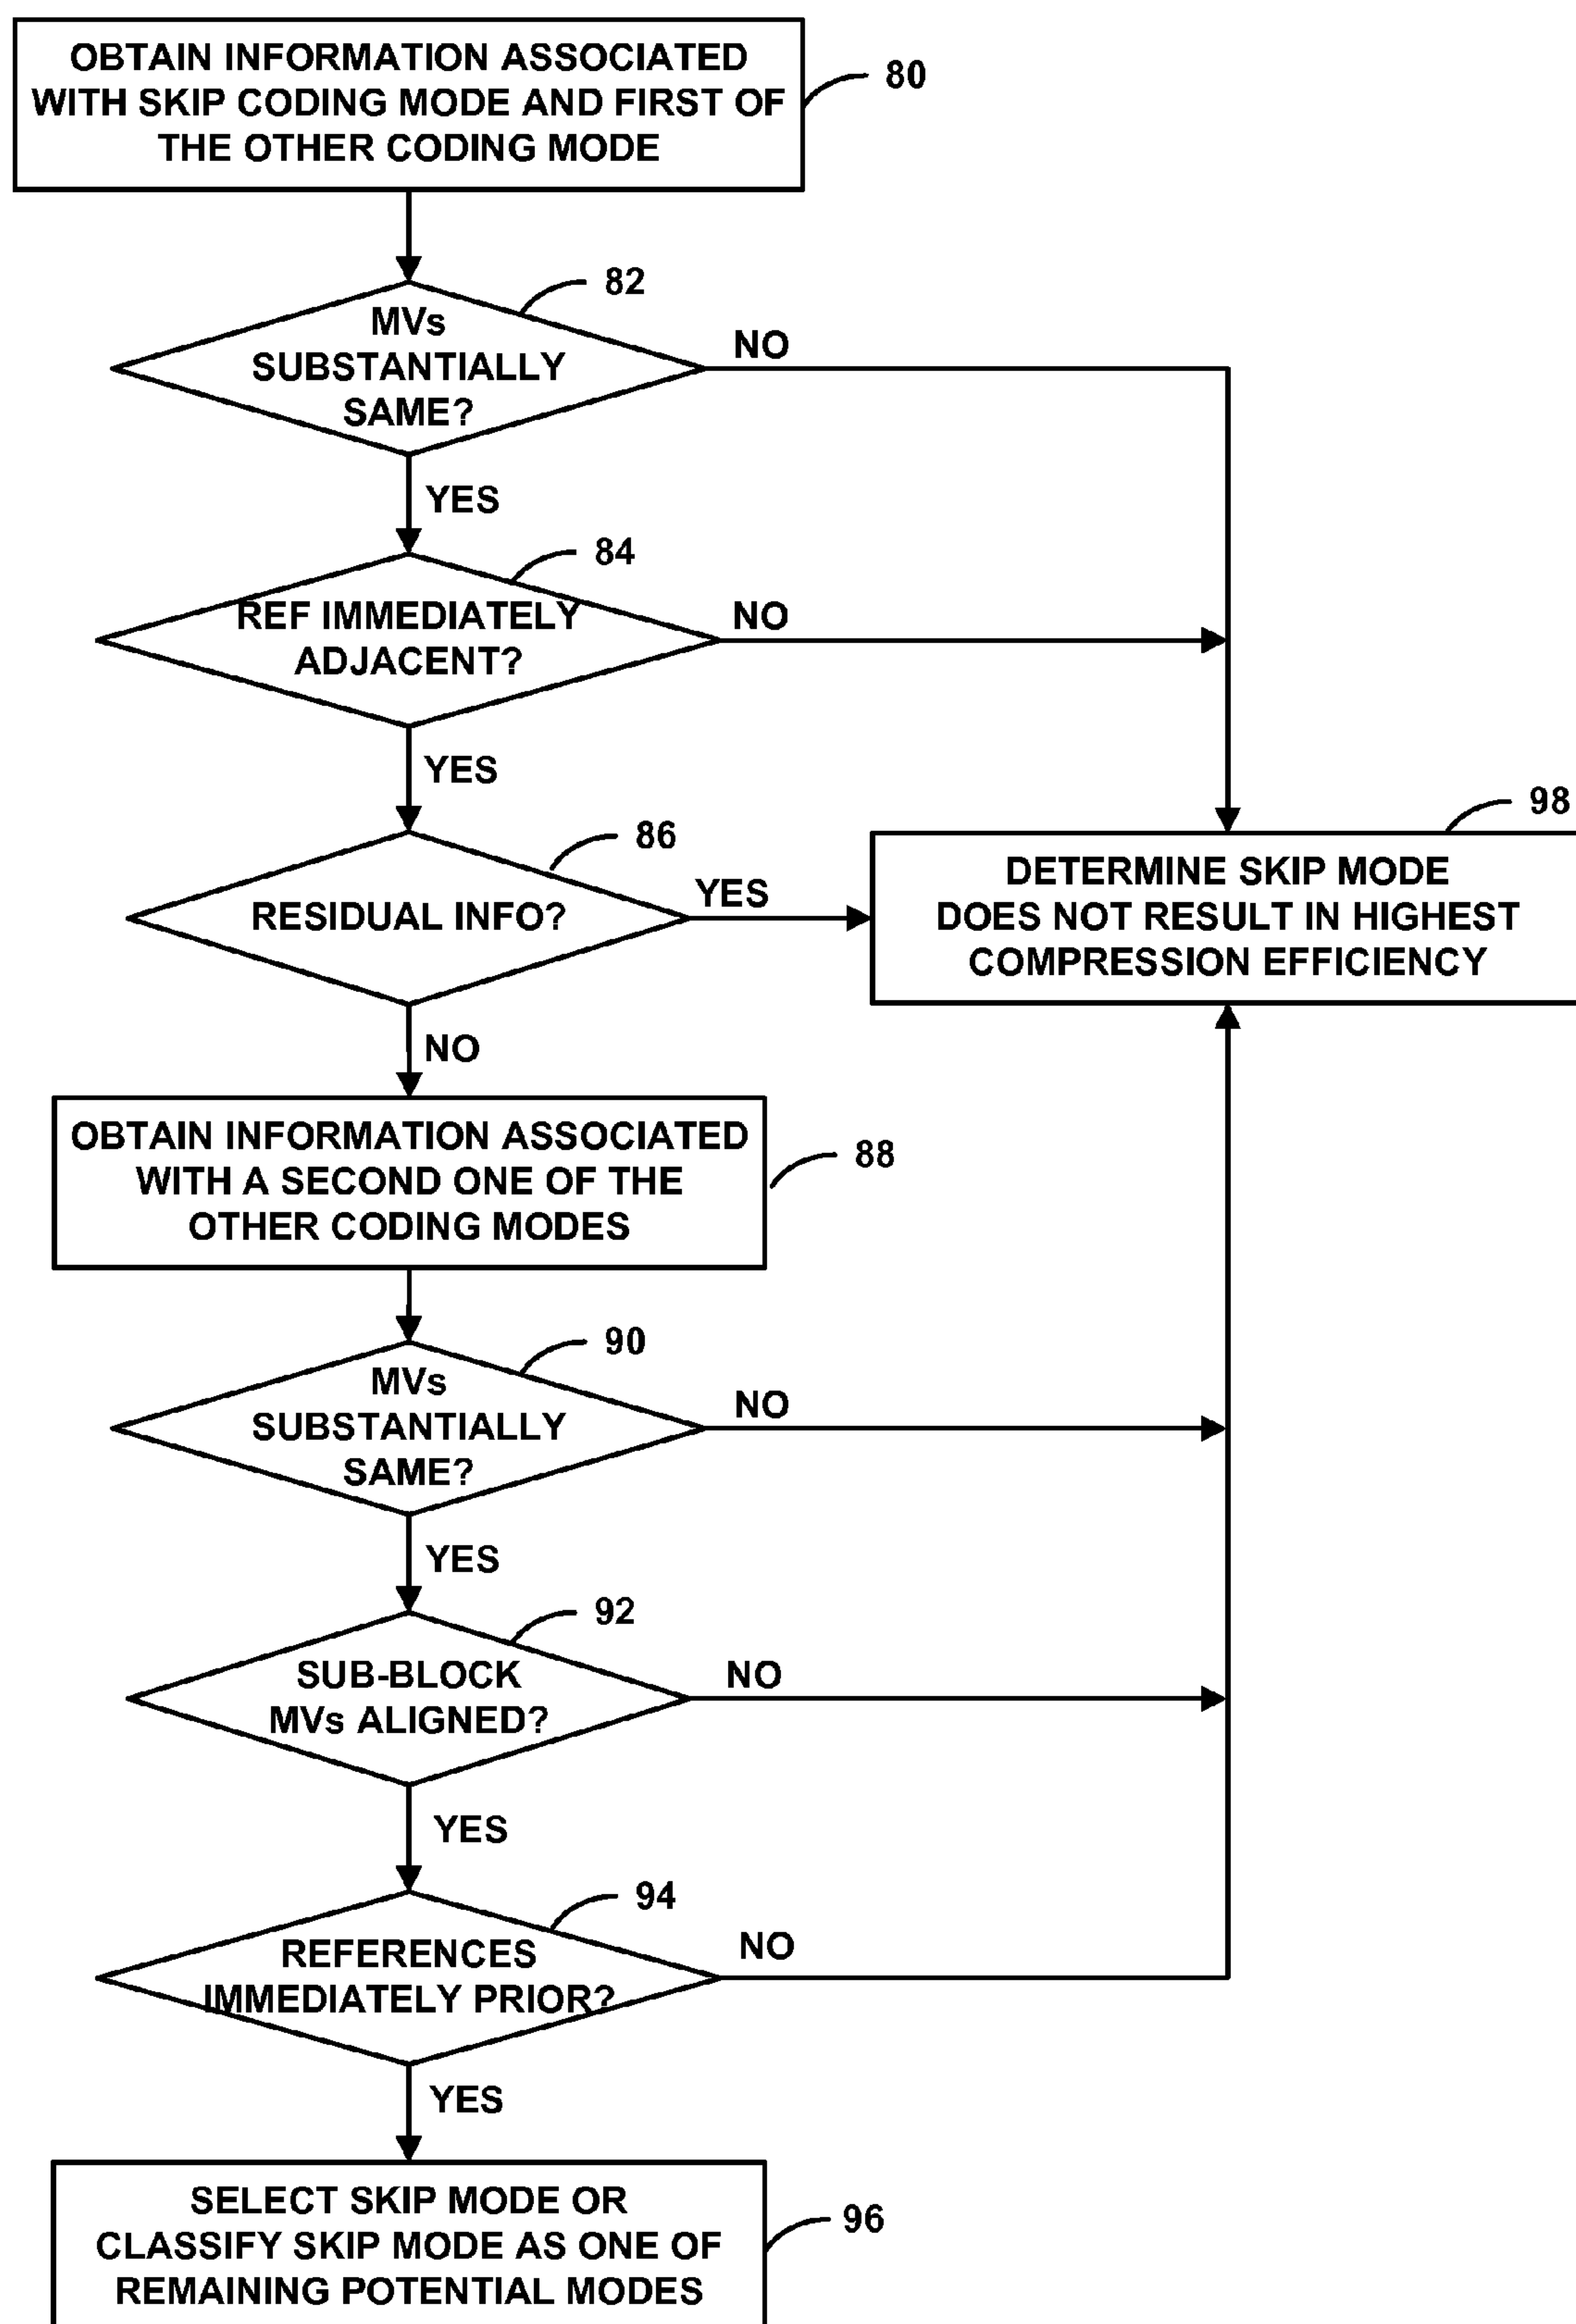 OBTAIN INFORMATION ASSOCIATED
WITH SKIP CODING MODE AND FIRST OF
THE OTHER CODING MODE
80
82
MVs
SUBSTANTIALLY
SAME?
NO
YES
84
REF IMMEDIATELY
ADJACENT?
NO
YES
86
RESIDUAL INFO?
YES
NO
98
DETERMINE SKIP MODE
DOES NOT RESULT IN HIGHEST
COMPRESSION EFFICIENCY
OBTAIN INFORMATION ASSOCIATED
WITH A SECOND ONE OF THE
OTHER CODING MODES
88
90
MVs
SUBSTANTIALLY
SAME?
NO
YES
92
SUB-BLOCK
MVs ALIGNED?
NO
YES
94
REFERENCES
IMMEDIATELY PRIOR?
NO
YES
SELECT SKIP MODE OR
CLASSIFY SKIP MODE AS ONE OF
REMAINING POTENTIAL MODES
96